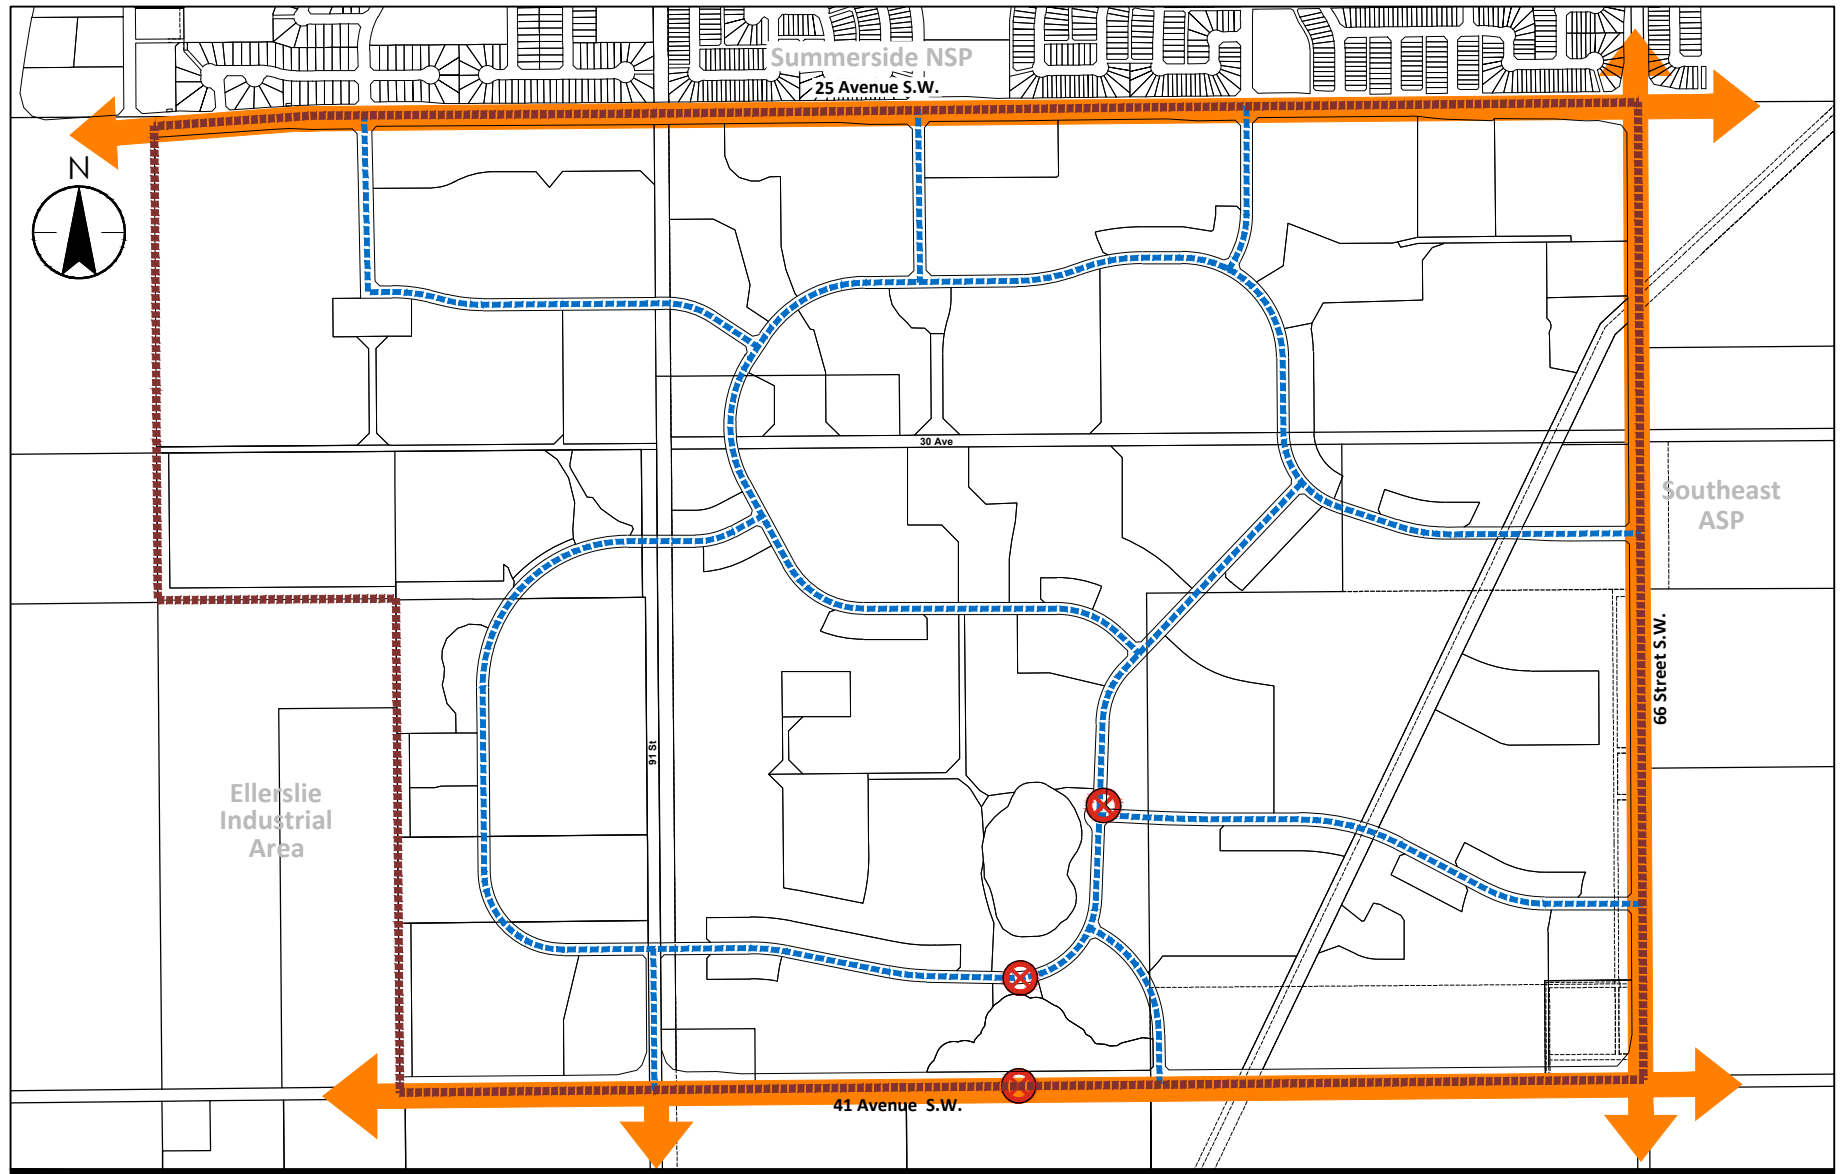 Summerside NSP
25 Avenue S.W.
N
30 Ave
Southeast
ASP
66 Street S.W.
91 St
Ellerslie
Industrial
Area
41 Avenue S.W.